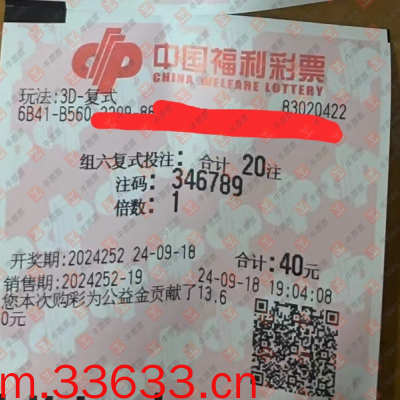 中国福利彩票
CHINA WELFARE LOTTERY
玩法:3D-复式
6B41-B560 83020422
组六复式投注: 合计 20注
注码: 346789
倍数: 1
开奖期:2024252 24-09-18 合计:40元
销售期:2024252-19 24-09-18 19:04:08
您本次购彩为公益金贡献了13.6
0元
m.33633.cn